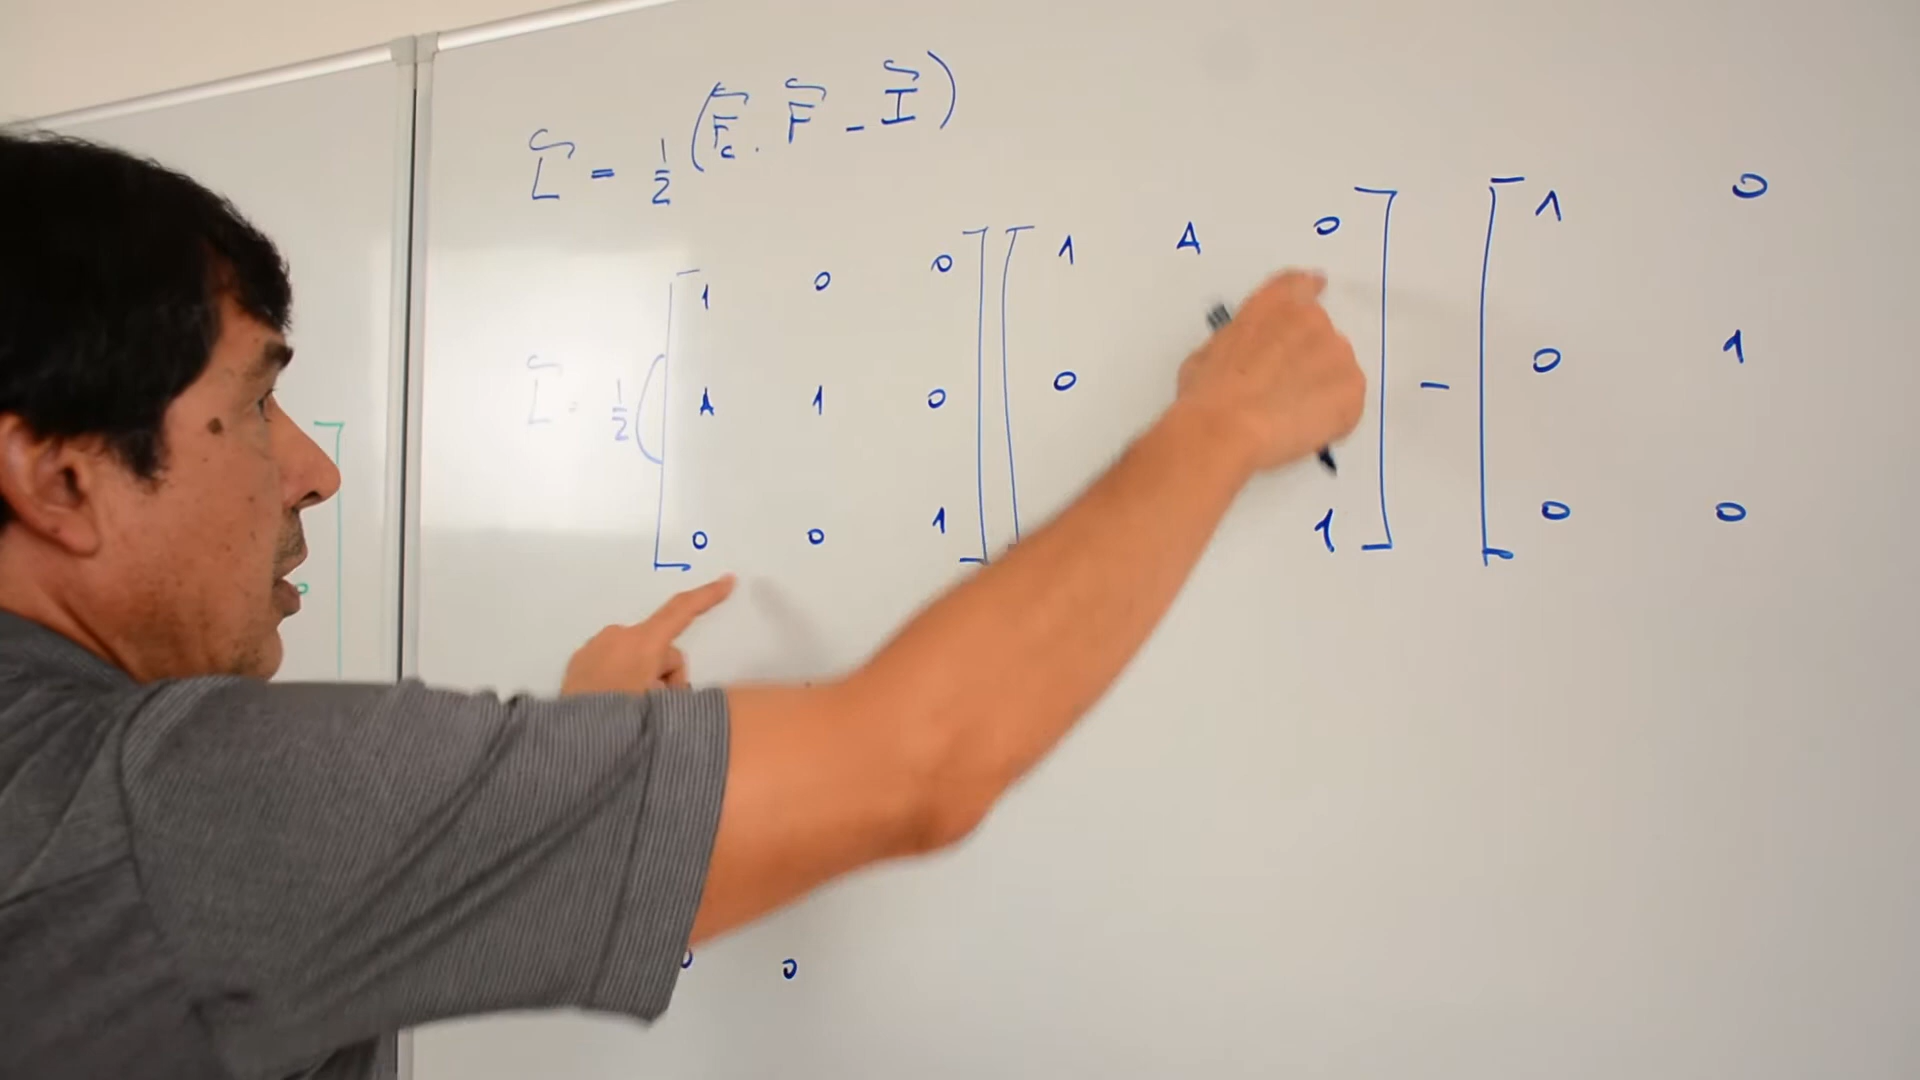 L = 1/2 (Fc . F - I)
L = 1/2 ( [ 1 0 0 ] [ 1 A 0 ] - [ 1 0
A 1 0 0 0 1
0 0 1 1 0 0
0 0